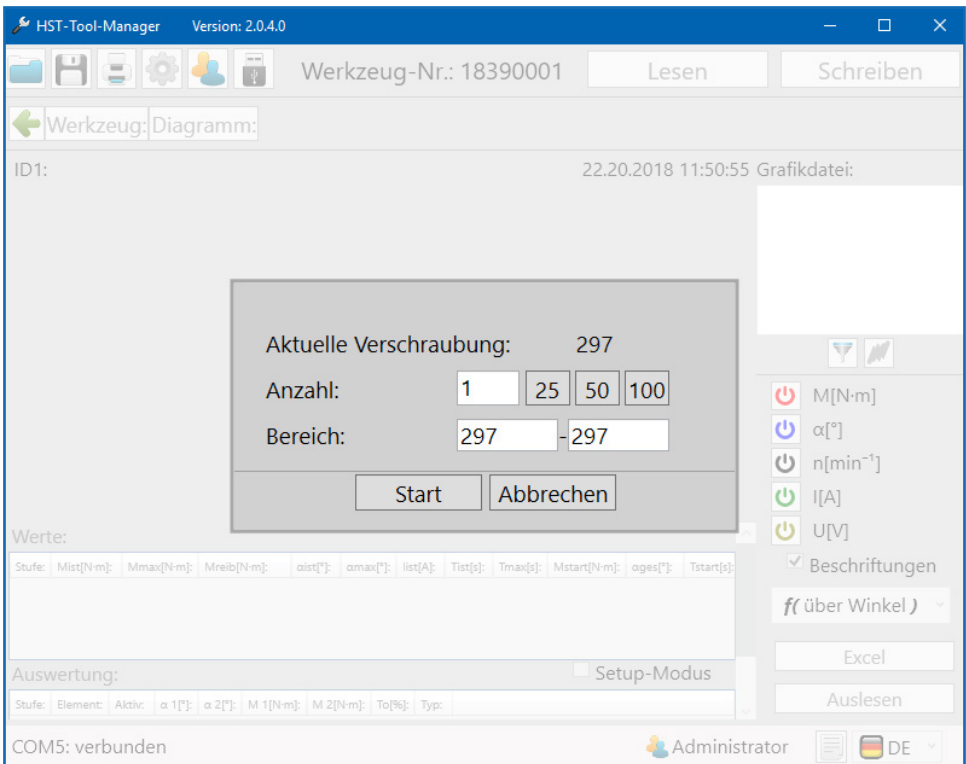 HST-Tool-Manager Version: 2.0.4.0
Werkzeug-Nr.: 18390001 Lesen Schreiben
Werkzeug: Diagramm:
ID1: 22.20.2018 11:50:55 Grafikdatei:
Aktuelle Verschraubung: 297
Anzahl: 1 25 50 100
Bereich: 297 - 297
Start Abbrechen
M[N·m]
α[°]
n[min⁻¹]
I[A]
U[V]
Beschriftungen
f( über Winkel )
Excel
Auslesen
Werte:
Stufe: Mist[N·m]: Mmax[N·m]: Mreib[N·m]: αist[°]: αmax[°]: Iist[A]: Tist[s]: Tmax[s]: Mstart[N·m]: αges[°]: Tstart[s]:
Auswertung: Setup-Modus
Stufe: Element: Aktiv: α 1[°]: α 2[°]: M 1[N·m]: M 2[N·m]: To[%]: Typ:
COM5: verbunden Administrator DE